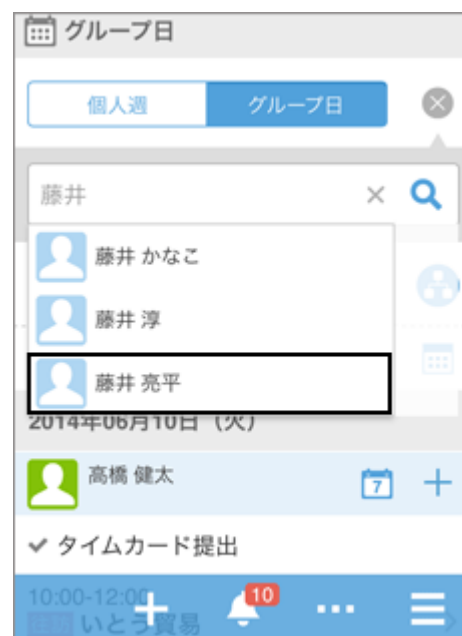 グループ日
個人週 グループ日
藤井
藤井 かなこ
藤井 淳
藤井 亮平
2014年06月10日（火）
高橋 健太
7
タイムカード提出
10:00-12:00
いとう貿易
10